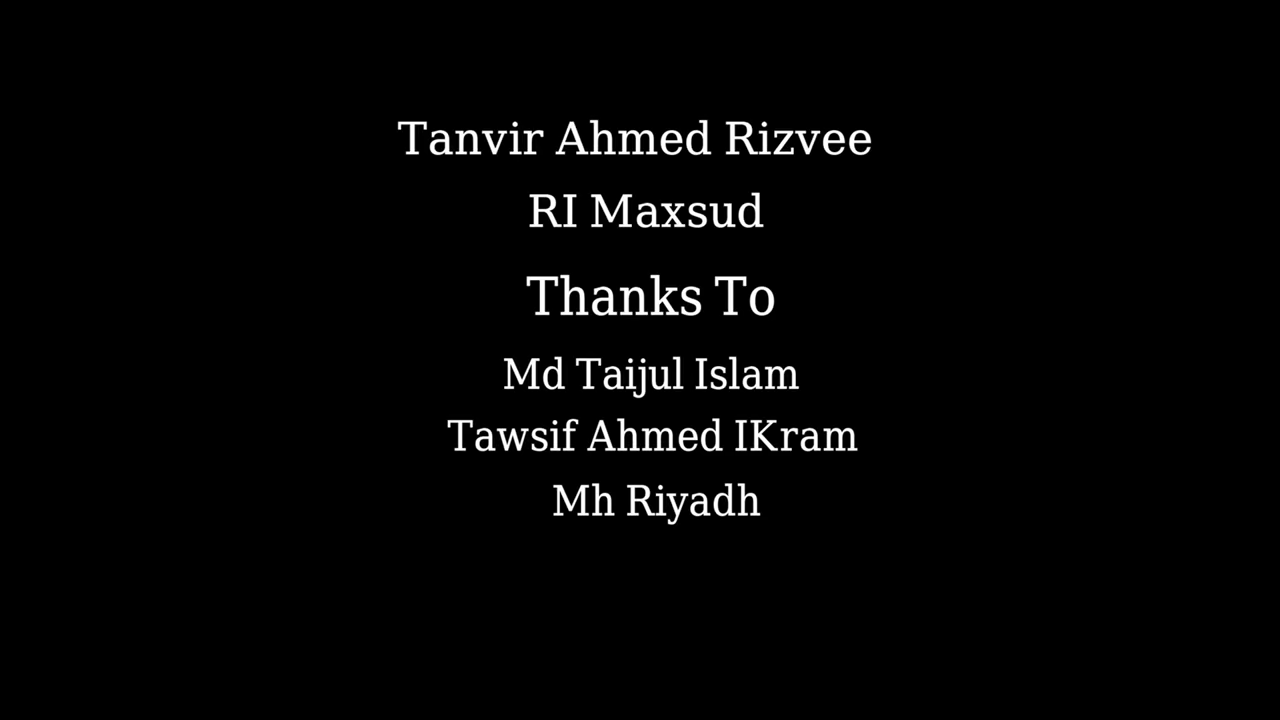 Tanvir Ahmed Rizvee
RI Maxsud
Thanks To
Md Taijul Islam
Tawsif Ahmed IKram
Mh Riyadh